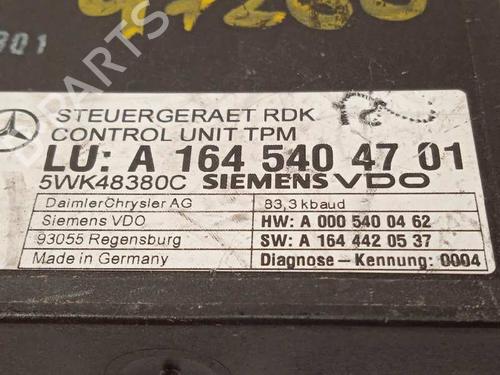 301
B-PARTS
STEUERGERAET RDK
CONTROL UNIT TPM
LU: A 164 540 47 01
5WK48380C SIEMENS VDO
DaimlerChrysler AG 83,3 kbaud
Siemens VDO HW: A 000 540 04 62
93055 Regensburg SW: A 164 442 05 37
Made in Germany Diagnose - Kennung: 0004